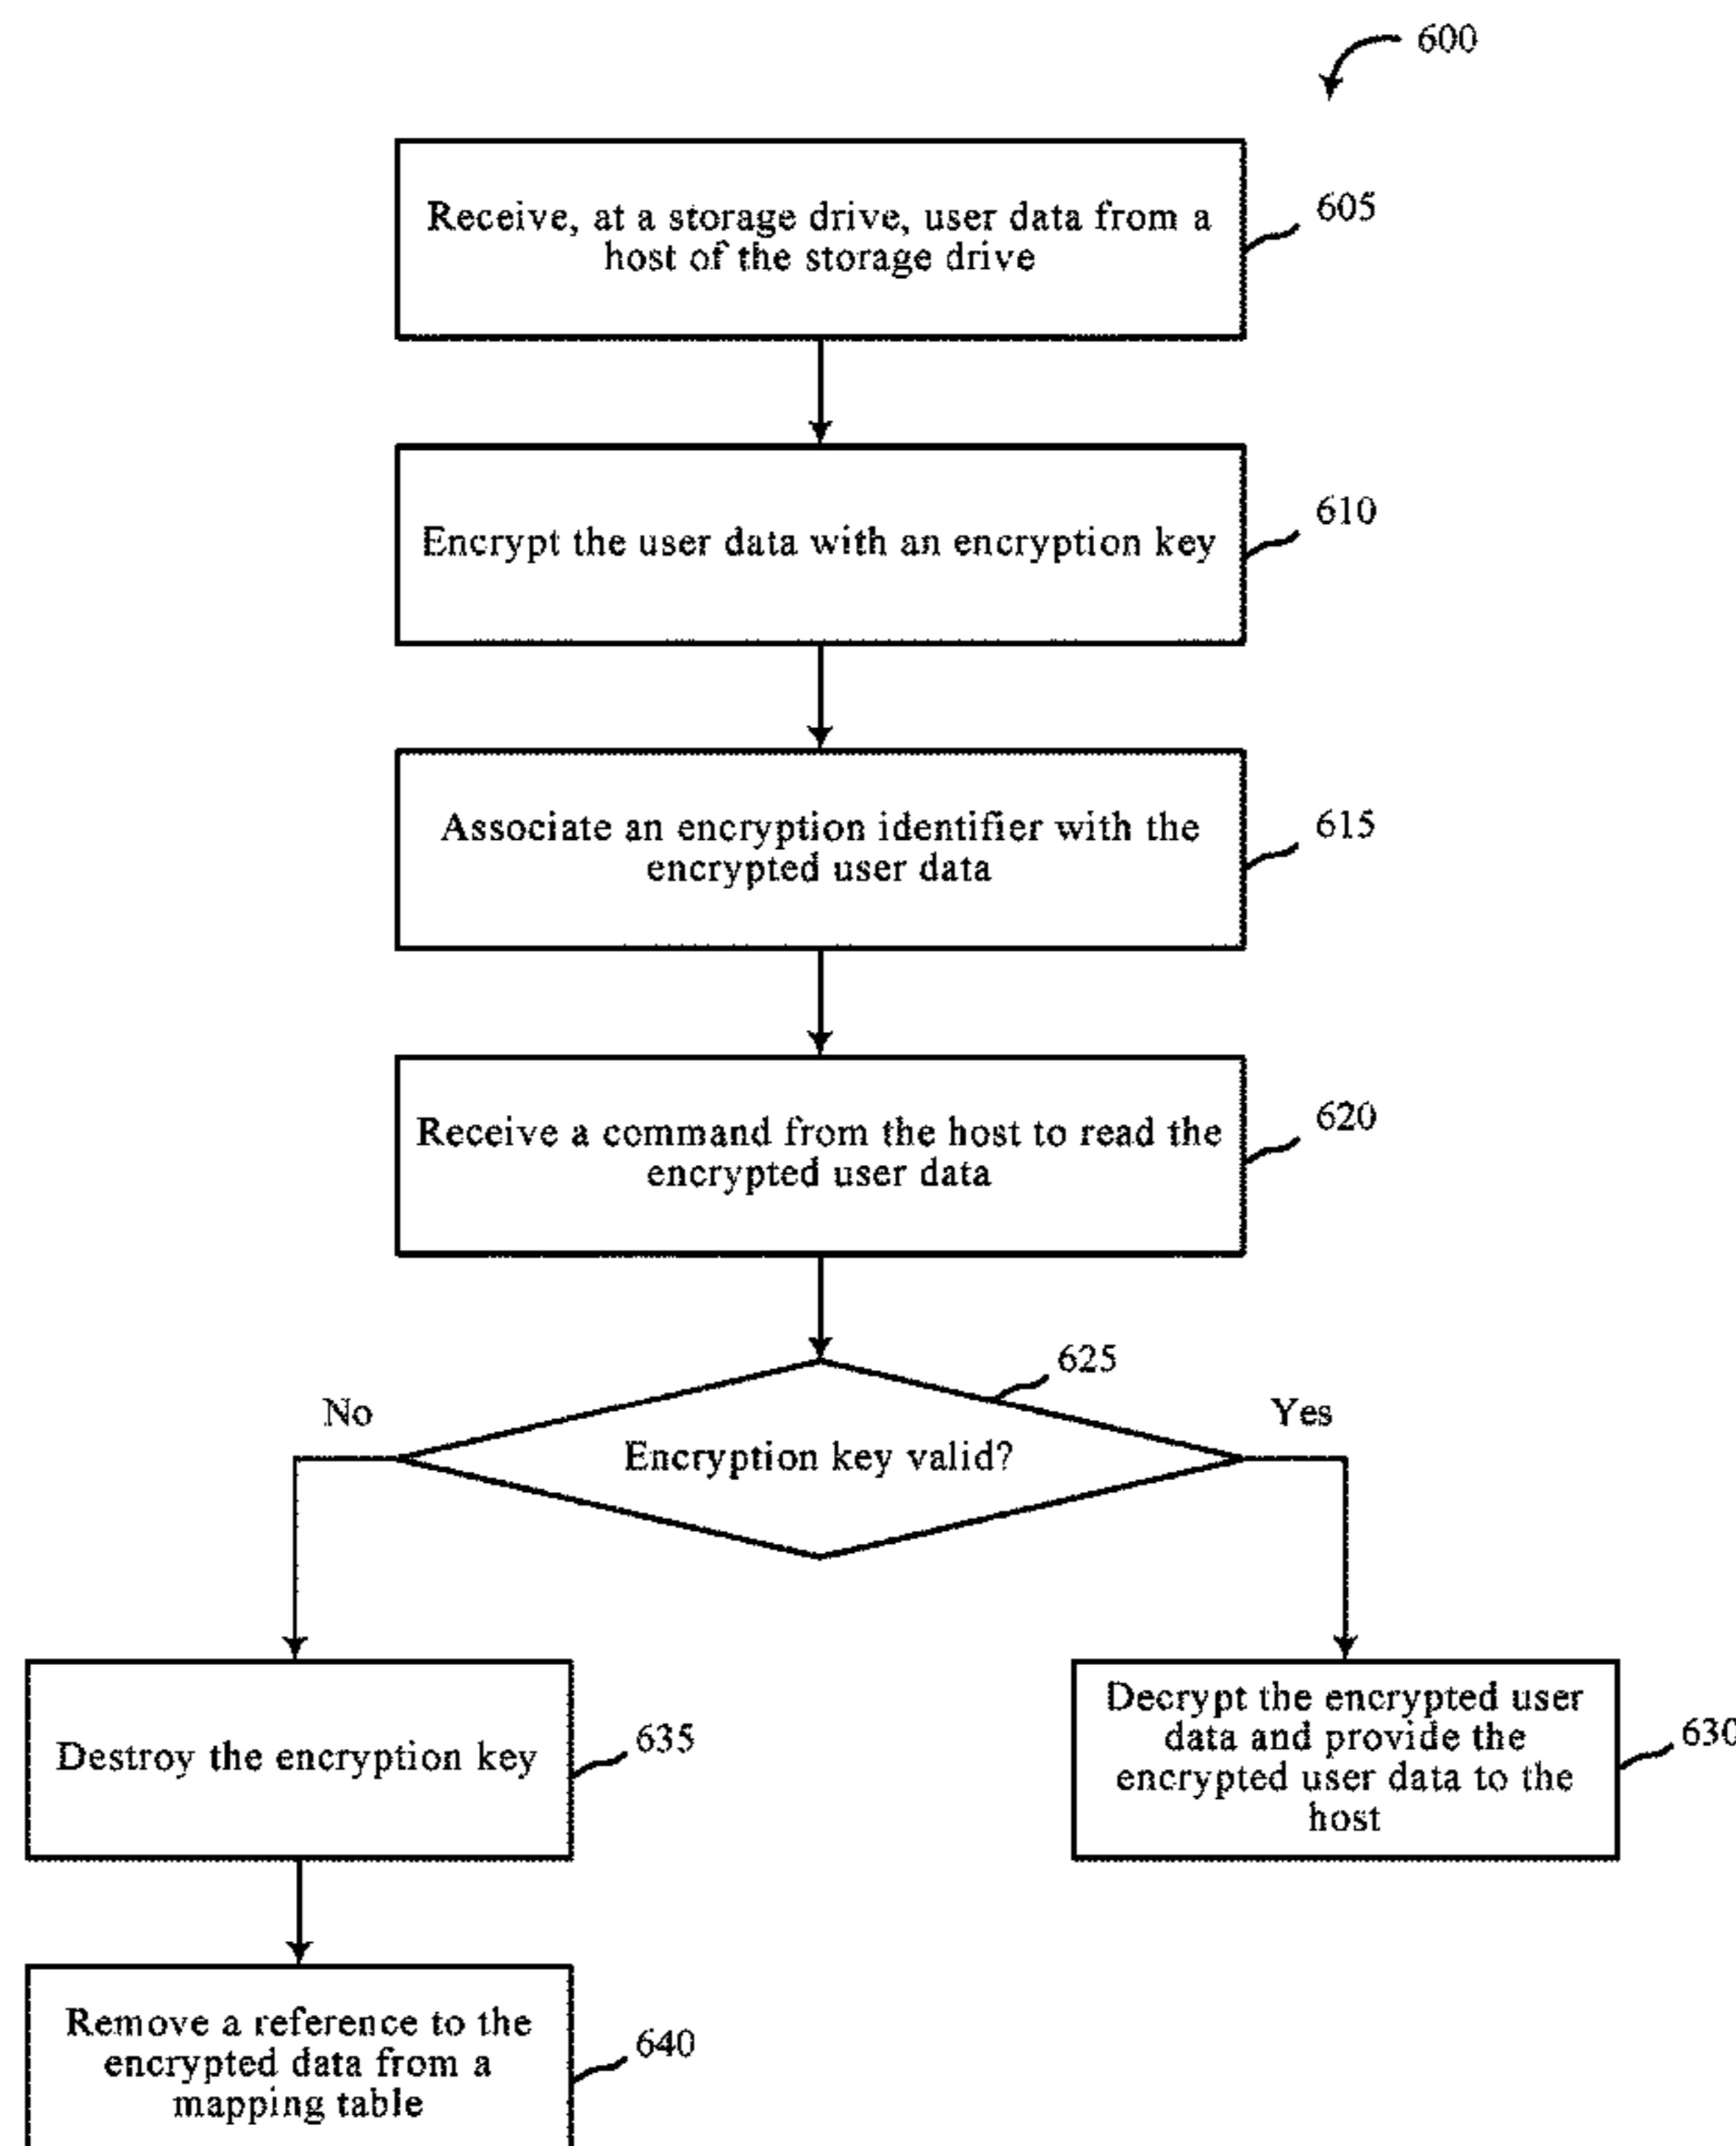 600
Receive, at a storage drive, user data from a
host of the storage drive
605
Encrypt the user data with an encryption key
610
Associate an encryption identifier with the
encrypted user data
615
Receive a command from the host to read the
encrypted user data
620
625
No
Yes
Encryption key valid?
Destroy the encryption key
635
Decrypt the encrypted user
data and provide the
encrypted user data to the
host
630
Remove a reference to the
encrypted data from a
mapping table
640